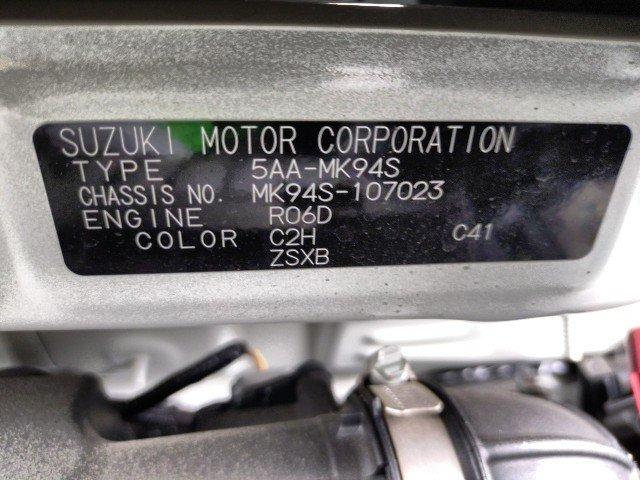 SUZUKI MOTOR CORPORATION
TYPE 5AA-MK94S
CHASSIS NO. MK94S-107023
ENGINE R06D
COLOR C2H C41
ZSXB